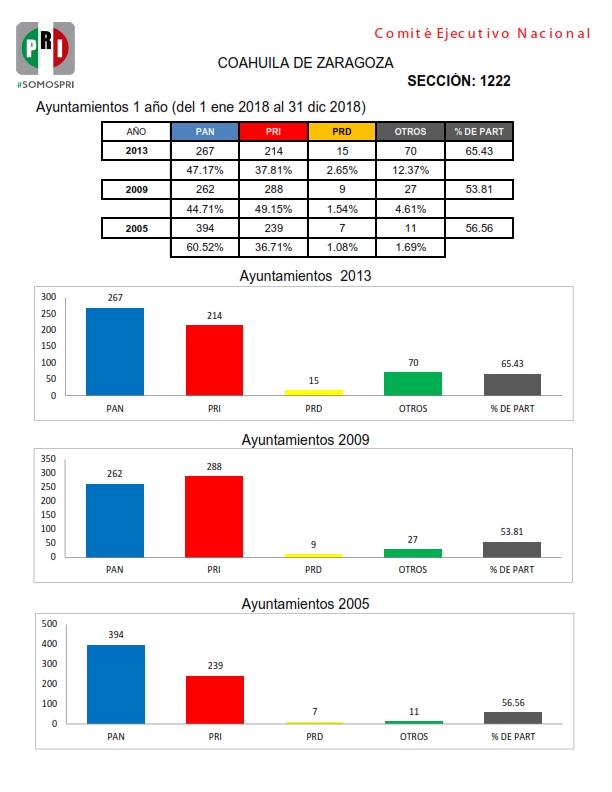 Comité Ejecutivo Nacional
PRI
#SOMOSPRI
COAHUILA DE ZARAGOZA
SECCIÓN: 1222
Ayuntamientos 1 año (del 1 ene 2018 al 31 dic 2018)
AÑO PAN PRI PRD OTROS % DE PART
2013 267 214 15 70 65.43
47.17% 37.81% 2.65% 12.37%
2009 262 288 9 27 53.81
44.71% 49.15% 1.54% 4.61%
2005 394 239 7 11 56.56
60.52% 36.71% 1.08% 1.69%
Ayuntamientos 2013
300
250
200
150
100
50
0
267 214 15 70 65.43
PAN PRI PRD OTROS % DE PART
Ayuntamientos 2009
350
300
250
200
150
100
50
0
262 288 9 27 53.81
PAN PRI PRD OTROS % DE PART
Ayuntamientos 2005
500
400
300
200
100
0
394 239 7 11 56.56
PAN PRI PRD OTROS % DE PART